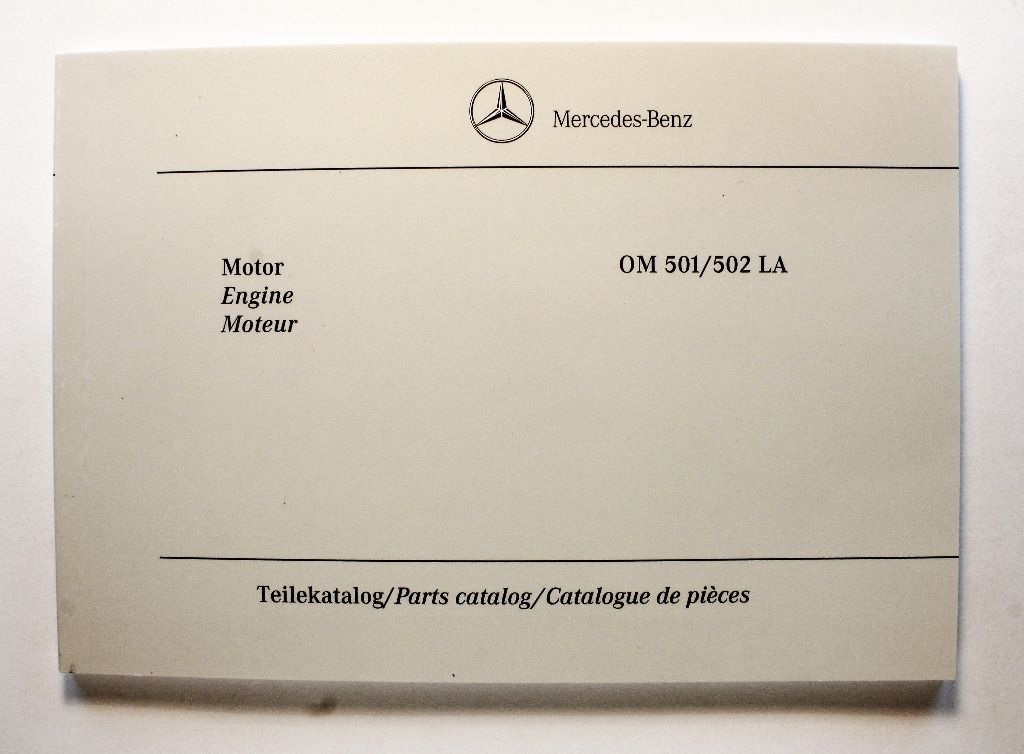 Mercedes-Benz
Motor
Engine
Moteur
OM 501/502 LA
Teilekatalog/Parts catalog/Catalogue de pièces